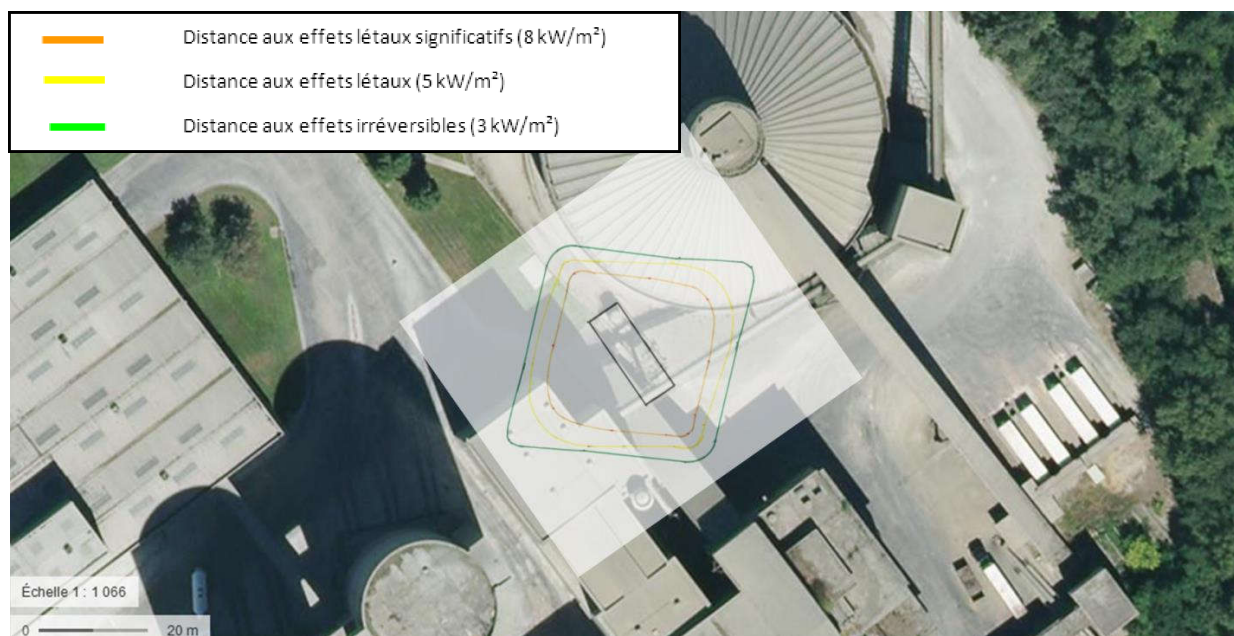 Distance aux effets létaux significatifs (8 kW/m²)
Distance aux effets létaux (5 kW/m²)
Distance aux effets irréversibles (3 kW/m²)
Échelle 1 : 1 066
0 20 m